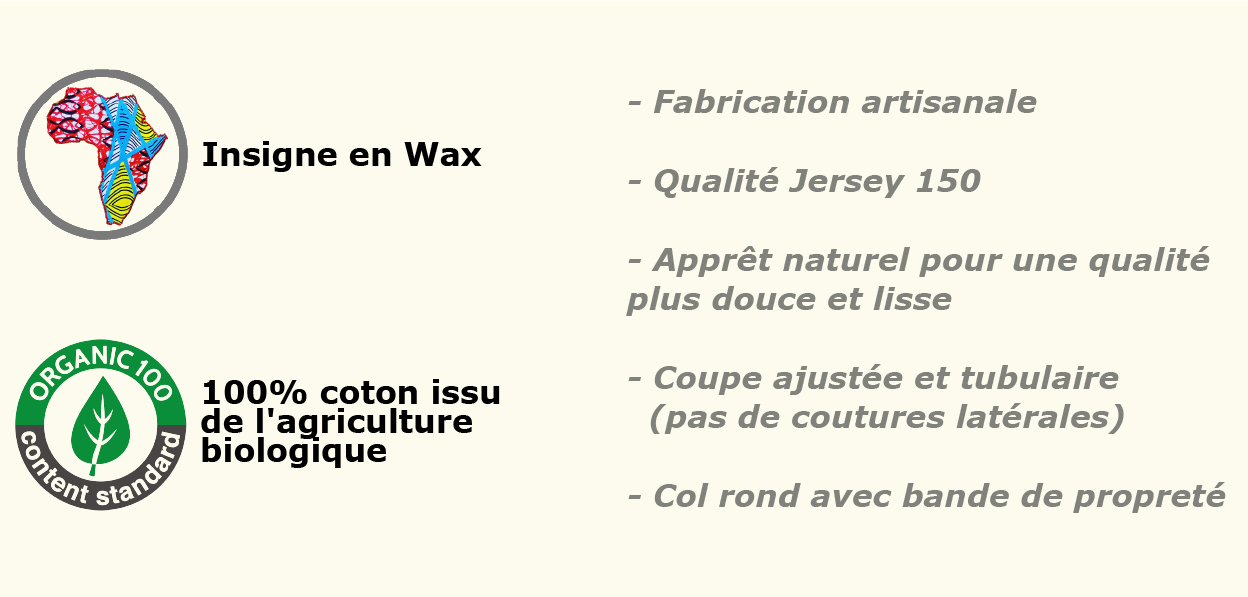 Insigne en Wax
ORGANIC 100
content standard
100% coton issu
de l'agriculture
biologique
- Fabrication artisanale
- Qualité Jersey 150
- Apprêt naturel pour une qualité
plus douce et lisse
- Coupe ajustée et tubulaire
(pas de coutures latérales)
- Col rond avec bande de propreté